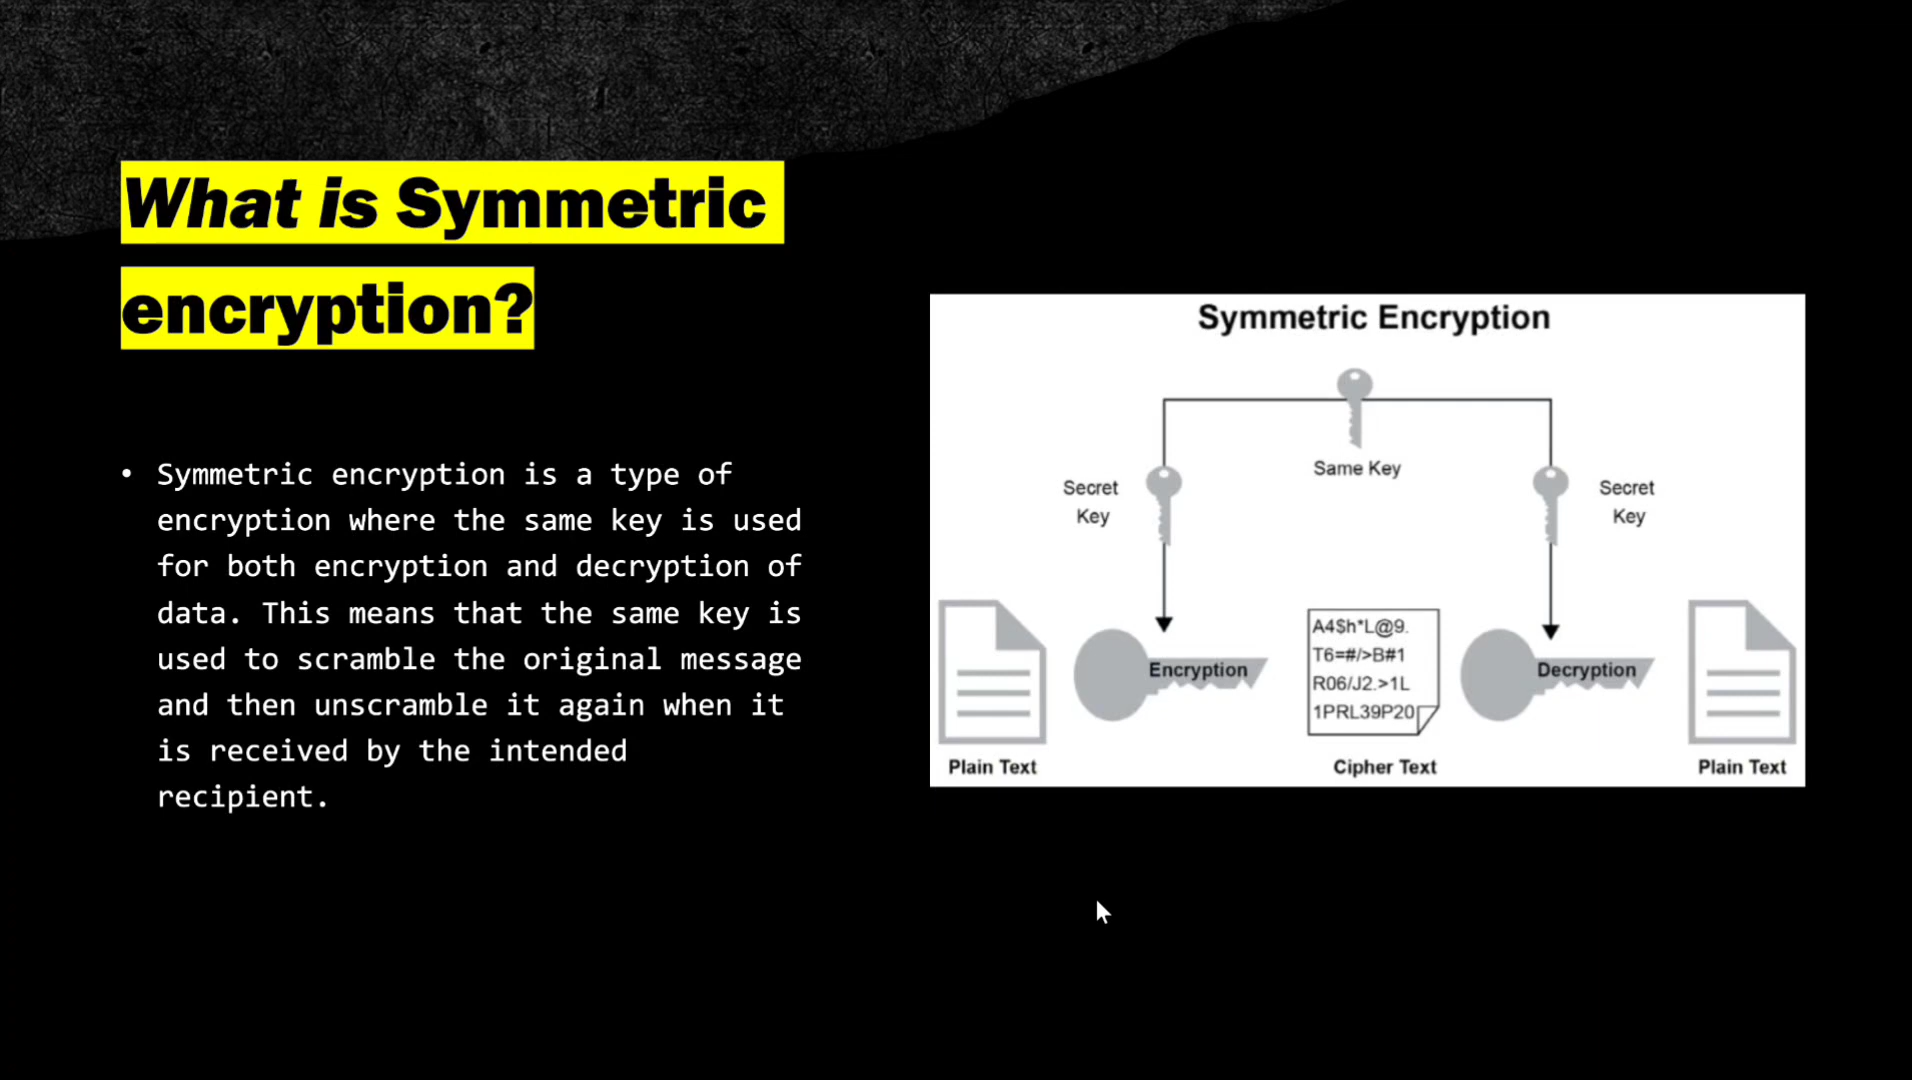 What is Symmetric
encryption?
• Symmetric encryption is a type of
encryption where the same key is used
for both encryption and decryption of
data. This means that the same key is
used to scramble the original message
and then unscramble it again when it
is received by the intended
recipient.
Symmetric Encryption
Same Key
Secret
Key
Secret
Key
Encryption
A4$h*L@9.
T6=#/>B#1
R06/J2.>1L
1PRL39P20
Decryption
Plain Text
Cipher Text
Plain Text